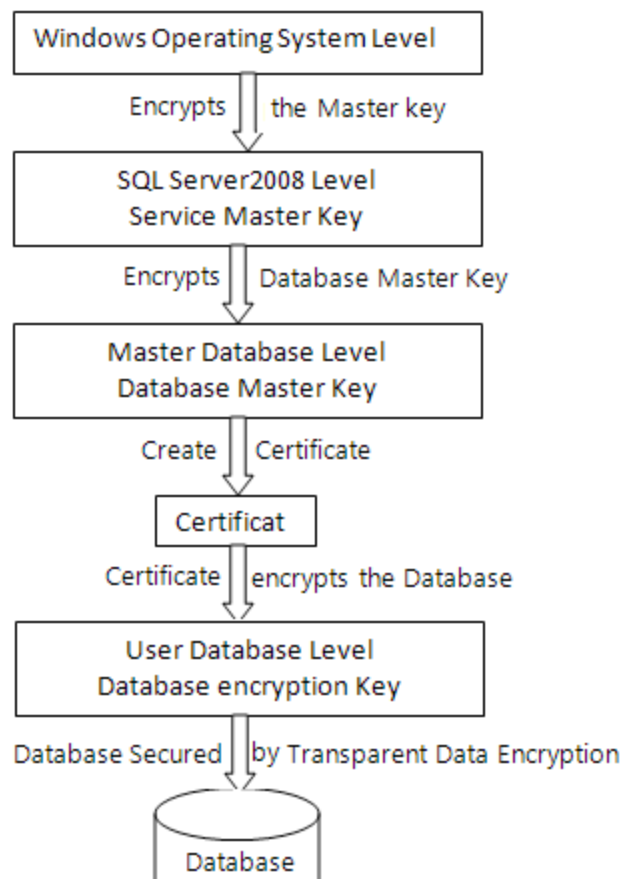 Windows Operating System Level
Encrypts the Master key
SQL Server2008 Level
Service Master Key
Encrypts Database Master Key
Master Database Level
Database Master Key
Create Certificate
Certificat
Certificate encrypts the Database
User Database Level
Database encryption Key
Database Secured by Transparent Data Encryption
Database